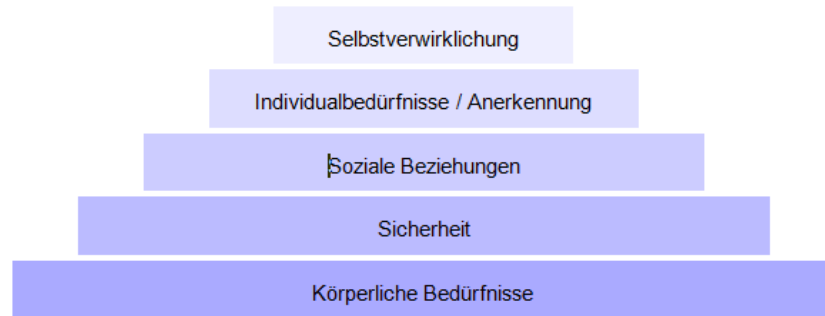 Selbstverwirklichung
Individualbedürfnisse / Anerkennung
Soziale Beziehungen
Sicherheit
Körperliche Bedürfnisse